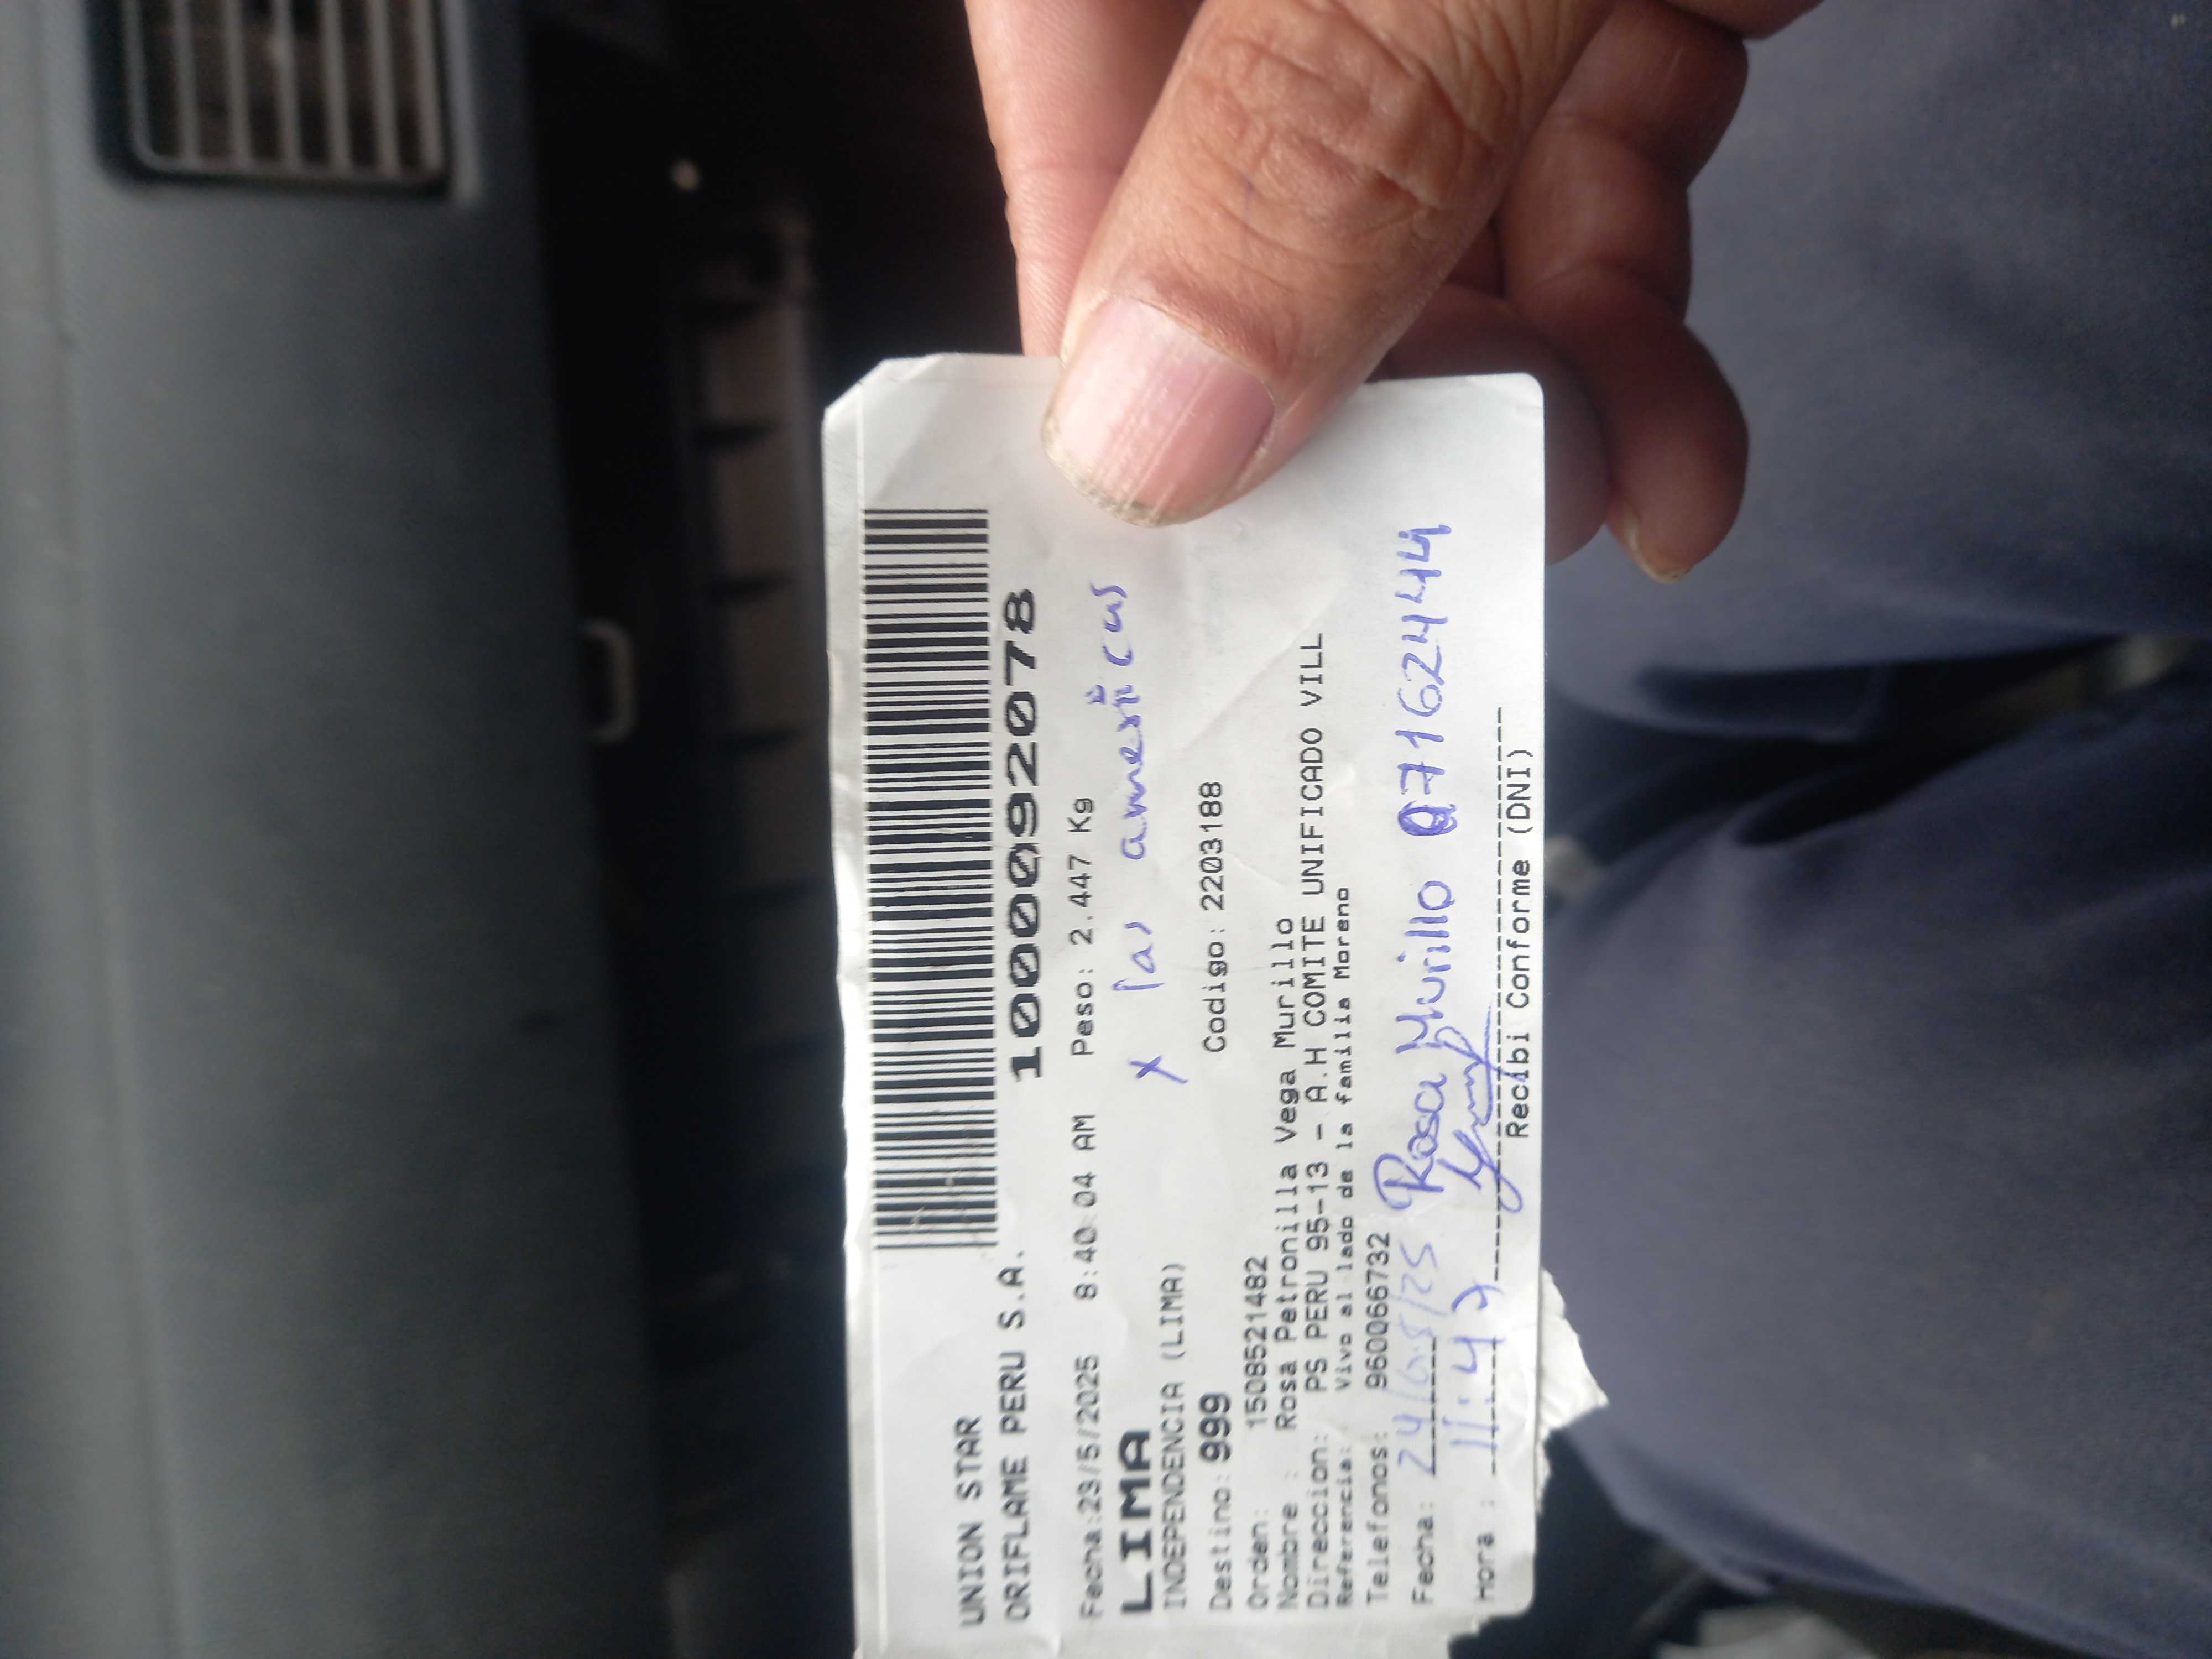 UNION STAR
ORIFLAME PERU S.A.
1000092078
Fecha:23/5/2025 8:40:04 AM Peso: 2.447 Kg
LIMA
x las americas
INDEPENDENCIA (LIMA)
Destino: 999 Codigo: 2203188
Orden: 1508521482
Nombre : Rosa Petronilla Vega Murillo
Direccion: PS PERU 95-13 - A.H COMITE UNIFICADO VILL
Referencia: Vivo al lado de la familia Moreno
Telefonos: 960066732
Fecha: 24/05/25 Rosa Murillo 07162444
Hora : 11:47
Recibi Conforme (DNI)